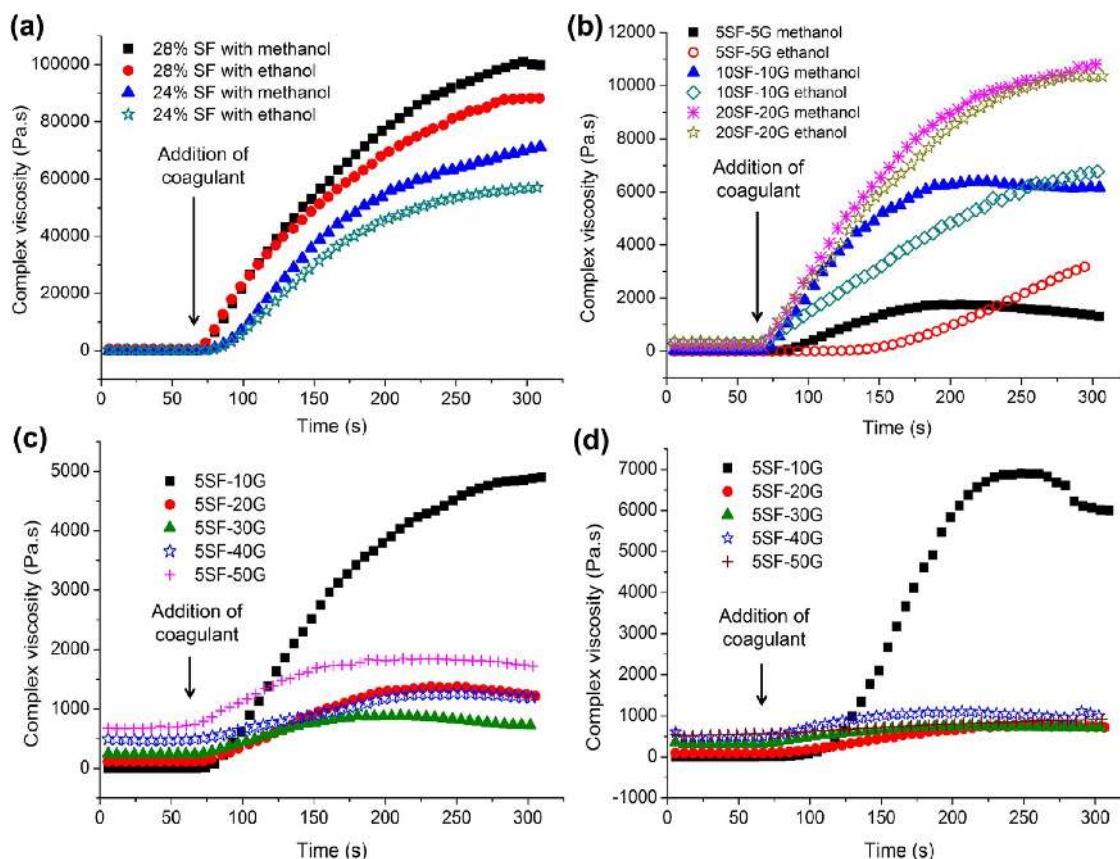 (a)
28% SF with methanol
28% SF with ethanol
24% SF with methanol
24% SF with ethanol
Addition of
coagulant
Complex viscosity (Pa.s)
100000
80000
60000
40000
20000
0
0 50 100 150 200 250 300
Time (s)
(b)
5SF-5G methanol
5SF-5G ethanol
10SF-10G methanol
10SF-10G ethanol
20SF-20G methanol
20SF-20G ethanol
Addition of
coagulant
Complex viscosity (Pa.s)
12000
10000
8000
6000
4000
2000
0
0 50 100 150 200 250 300
Time (s)
(c)
5SF-10G
5SF-20G
5SF-30G
5SF-40G
5SF-50G
Addition of
coagulant
Complex viscosity (Pa.s)
5000
4000
3000
2000
1000
0
0 50 100 150 200 250 300
Time (s)
(d)
5SF-10G
5SF-20G
5SF-30G
5SF-40G
5SF-50G
Addition of
coagulant
Complex viscosity (Pa.s)
7000
6000
5000
4000
3000
2000
1000
0
-1000
0 50 100 150 200 250 300
Time (s)